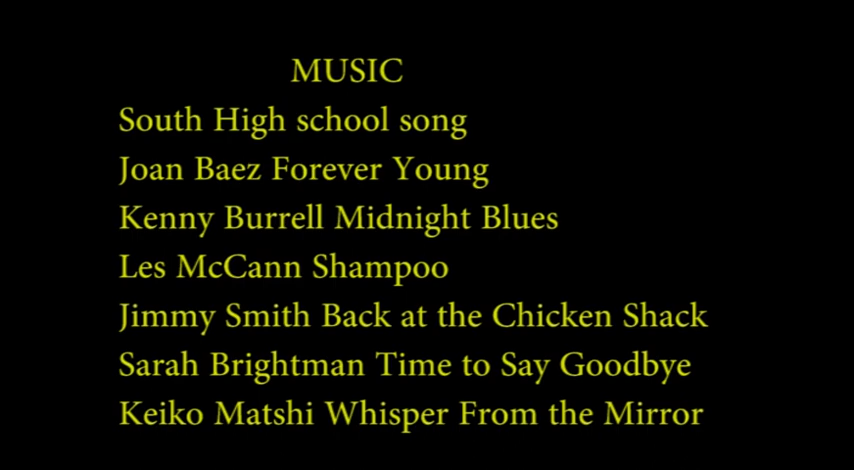 MUSIC
South High school song
Joan Baez Forever Young
Kenny Burrell Midnight Blues
Les McCann Shampoo
Jimmy Smith Back at the Chicken Shack
Sarah Brightman Time to Say Goodbye
Keiko Matshi Whisper From the Mirror